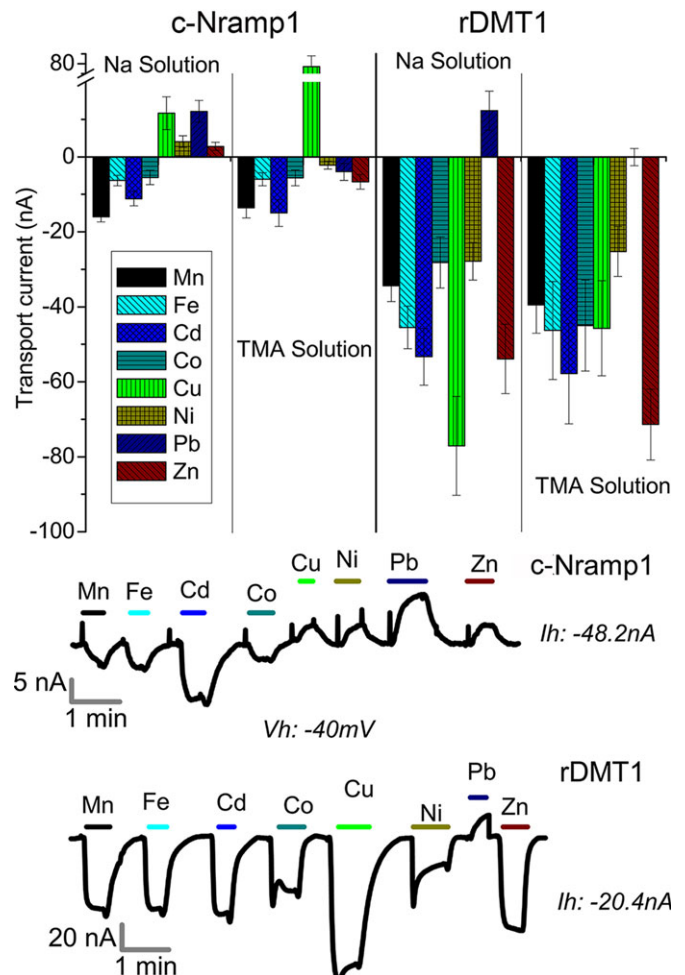 c-Nramp1 rDMT1
80
Na Solution Na Solution
0
-20
-40
-60
-80
-100
Transport current (nA)
Mn
Fe
Cd
Co
Cu
Ni
Pb
Zn
TMA Solution
TMA Solution
c-Nramp1
Mn Fe Cd Co Cu Ni Pb Zn
Ih: -48.2nA
5 nA
1 min
Vh: -40mV
rDMT1
Mn Fe Cd Co Cu Ni Pb Zn
Ih: -20.4nA
20 nA
1 min